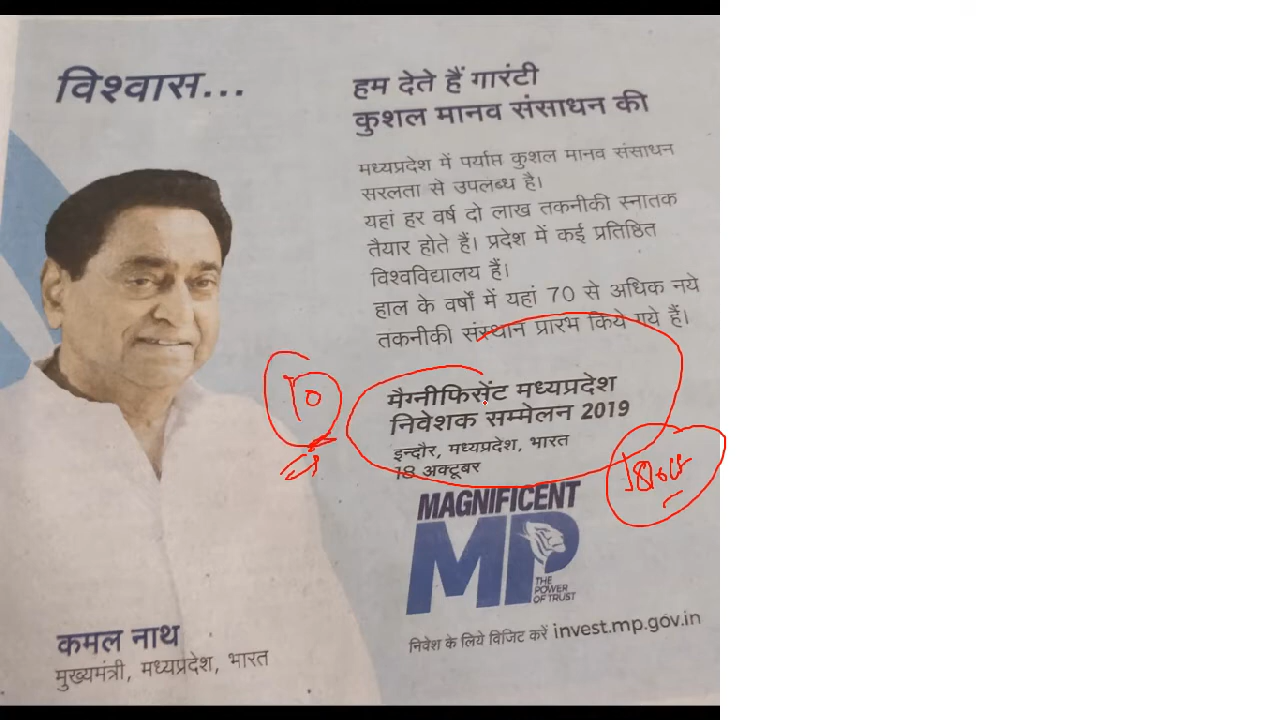 विश्वास...
हम देते हैं गारंटी
कुशल मानव संसाधन की
मध्यप्रदेश में पर्याप्त कुशल मानव संसाधन
सरलता से उपलब्ध है।
यहां हर वर्ष दो लाख तकनीकी स्नातक
तैयार होते हैं। प्रदेश में कई प्रतिष्ठित
विश्वविद्यालय हैं।
हाल के वर्षों में यहां 70 से अधिक नये
तकनीकी संस्थान प्रारंभ किये गये हैं।
मैग्नीफिसेंट मध्यप्रदेश
निवेशक सम्मेलन 2019
इन्दौर, मध्यप्रदेश, भारत
18 अक्टूबर
MAGNIFICENT
MP
THE
POWER
OF TRUST
कमल नाथ
मुख्यमंत्री, मध्यप्रदेश, भारत
निवेश के लिये विजिट करें invest.mp.gov.in